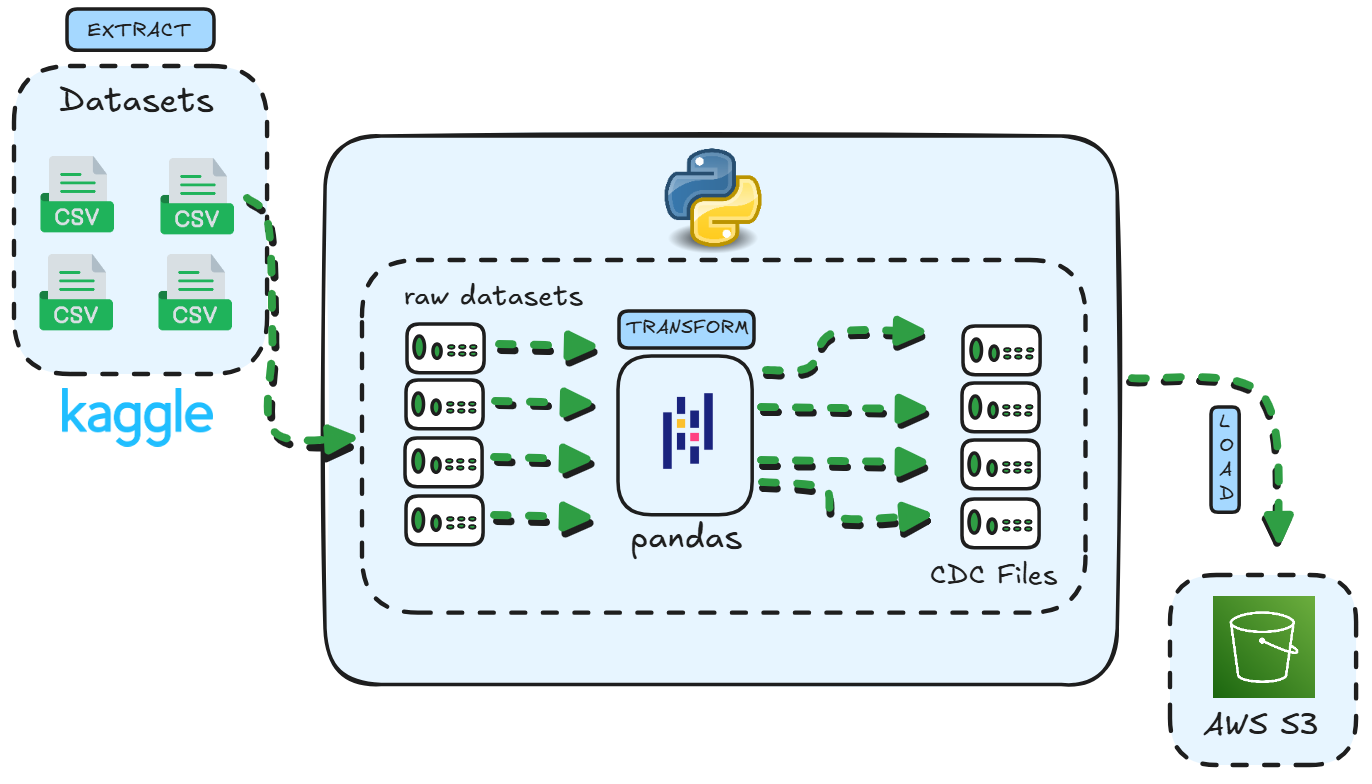 EXTRACT
Datasets
CSV
CSV
CSV
CSV
kaggle
raw datasets
TRANSFORM
pandas
CDC Files
LOAD
AWS S3